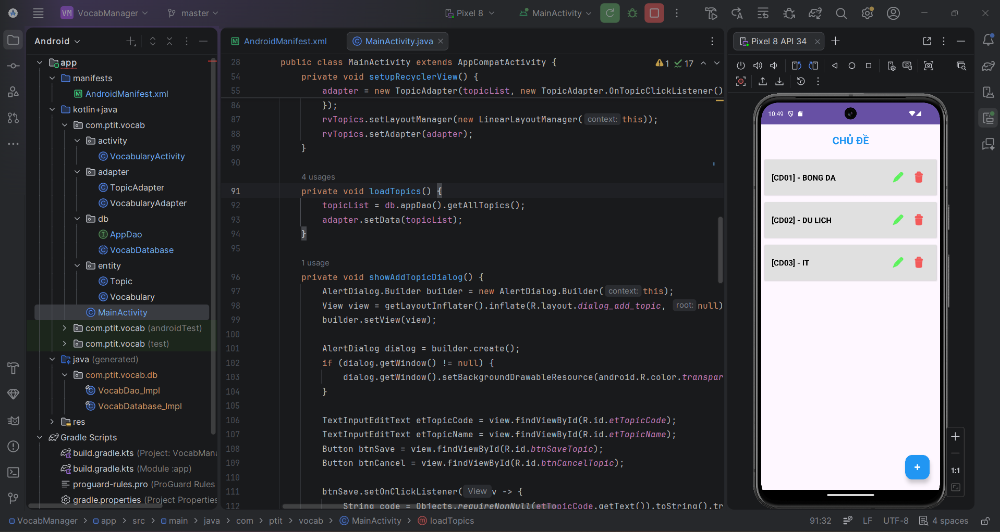 VM VocabManager master Pixel 8 MainActivity
Android
app
manifests
AndroidManifest.xml
kotlin+java
com.ptit.vocab
activity
VocabularyActivity
adapter
TopicAdapter
VocabularyAdapter
db
AppDao
VocabDatabase
entity
Topic
Vocabulary
MainActivity
com.ptit.vocab (androidTest)
com.ptit.vocab (test)
java (generated)
com.ptit.vocab.db
VocabDao_Impl
VocabDatabase_Impl
res
Gradle Scripts
build.gradle.kts (Project: VocabMana
build.gradle.kts (Module :app)
proguard-rules.pro (ProGuard Rules
gradle.properties (Project Properties
AndroidManifest.xml MainActivity.java
1 17
28 public class MainActivity extends AppCompatActivity {
54 private void setupRecyclerView() {
55 adapter = new TopicAdapter(topicList, new TopicAdapter.OnTopicClickListener()
86 });
87 rvTopics.setLayoutManager(new LinearLayoutManager( context: this));
88 rvTopics.setAdapter(adapter);
89 }
90
4 usages
91 private void loadTopics() {
92 topicList = db.appDao().getAllTopics();
93 adapter.setData(topicList);
94 }
95
1 usage
96 private void showAddTopicDialog() {
97 AlertDialog.Builder builder = new AlertDialog.Builder( context: this);
98 View view = getLayoutInflater().inflate(R.layout.dialog_add_topic, root: null)
99 builder.setView(view);
100
101 AlertDialog dialog = builder.create();
102 if (dialog.getWindow() != null) {
103 dialog.getWindow().setBackgroundDrawableResource(android.R.color.transpar
104 }
105
106 TextInputEditText etTopicCode = view.findViewById(R.id.etTopicCode);
107 TextInputEditText etTopicName = view.findViewById(R.id.etTopicName);
108 Button btnSave = view.findViewById(R.id.btnSaveTopic);
109 Button btnCancel = view.findViewById(R.id.btnCancelTopic);
110
111 btnSave.setOnClickListener( View v -> {
112 String code = Objects.requireNonNull(etTopicCode.getText()).toString().tr
Pixel 8 API 34
10:49
CHỦ ĐỀ
[CD01] - BONG DA
[CD02] - DU LICH
[CD03] - IT
+
1:1
VocabManager > app > src > main > java > com > ptit > vocab > MainActivity > loadTopics
91:32 LF UTF-8 4 spaces